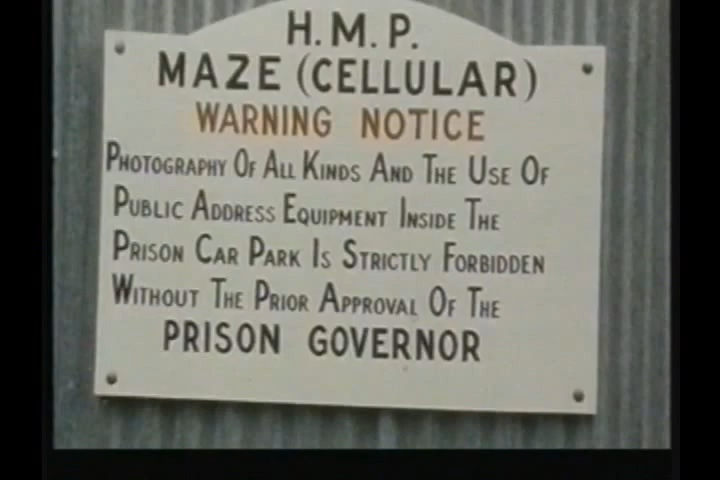 H.M.P.
MAZE (CELLULAR)
WARNING NOTICE
PHOTOGRAPHY OF ALL KINDS AND THE USE OF
PUBLIC ADDRESS EQUIPMENT INSIDE THE
PRISON CAR PARK IS STRICTLY FORBIDDEN
WITHOUT THE PRIOR APPROVAL OF THE
PRISON GOVERNOR